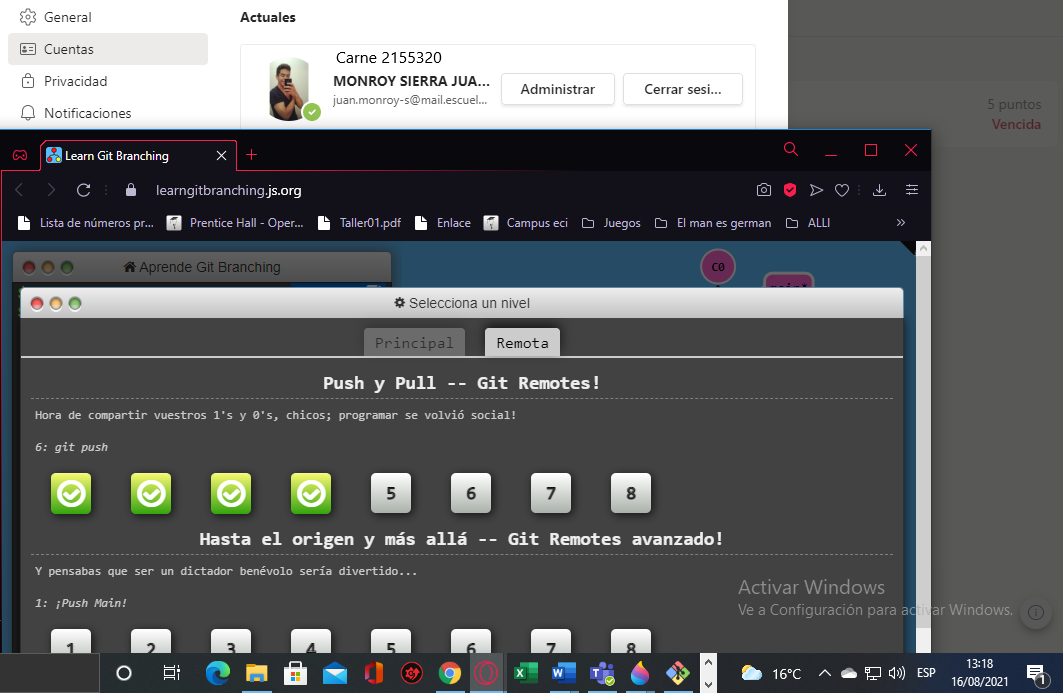 General
Actuales
Cuentas
Carne 2155320
MONROY SIERRA JUA...
juan.monroy-s@mail.escuel...
Administrar
Cerrar sesi...
Privacidad
Notificaciones
5 puntos
Vencida
Learn Git Branching
learngitbranching.js.org
Lista de números pr...
Prentice Hall - Oper...
Taller01.pdf
Enlace
Campus eci
Juegos
El man es german
ALLI
»
Aprende Git Branching
C0
main*
Selecciona un nivel
Principal
Remota
Push y Pull -- Git Remotes!
Hora de compartir vuestros 1's y 0's, chicos; programar se volvió social!
6: git push
5 6 7 8
Hasta el origen y más allá -- Git Remotes avanzado!
Y pensabas que ser un dictador benévolo sería divertido...
1: ¡Push Main!
1 2 3 4 5 6 7 8
Activar Windows
Ve a Configuración para activar Windows.
16°C
ESP
13:18
16/08/2021
1